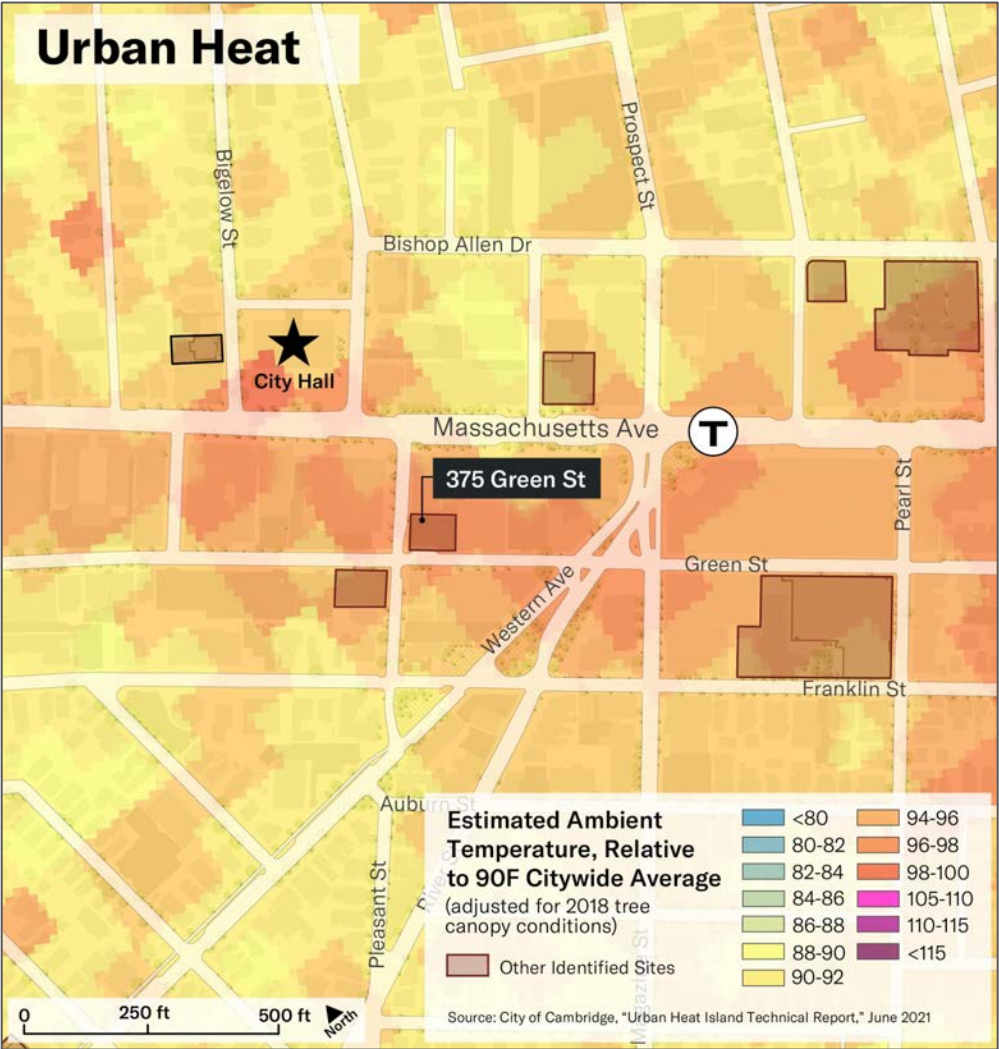 Urban Heat
Prospect St
Bigelow St
Bishop Allen Dr
City Hall
Massachusetts Ave
T
375 Green St
Pearl St
Green St
Western Ave
Franklin St
Auburn St
Pleasant St
River St
Magazine St
Estimated Ambient
Temperature, Relative
to 90F Citywide Average
(adjusted for 2018 tree
canopy conditions)
Other Identified Sites
<80
80-82
82-84
84-86
86-88
88-90
90-92
94-96
96-98
98-100
105-110
110-115
<115
0
250 ft
500 ft
North
Source: City of Cambridge, "Urban Heat Island Technical Report," June 2021